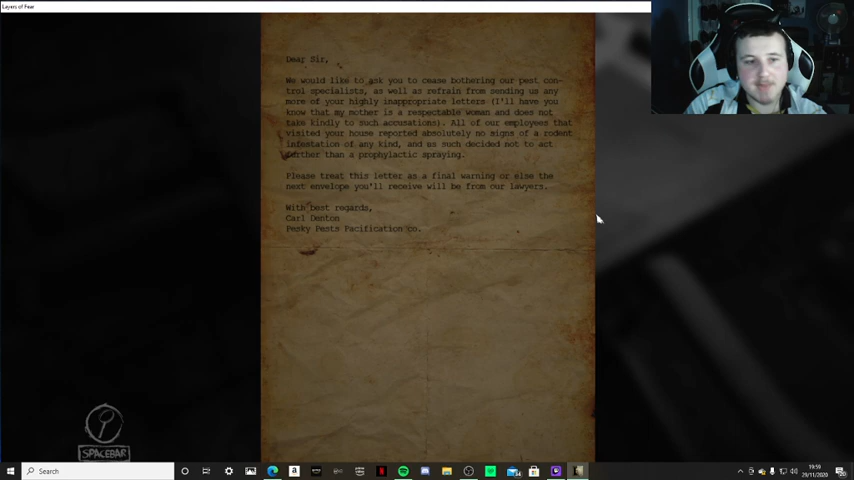 Layers of Fear
Dear Sir,
We would like to ask you to cease bothering our pest con-
trol specialists, as well as refrain from sending us any
more of your highly inappropriate letters (I'll have you
know that my mother is a respectable woman and does not
take kindly to such accusations). All of our employees that
visited your house reported absolutely no signs of a rodent
infestation of any kind, and as such decided not to act
further than a prophylactic spraying.
Please treat this letter as a final warning or else the
next envelope you'll receive will be from our lawyers.
With best regards,
Carl Denton
Pesky Pests Pacification co.
SPACEBAR
Search
19:59
29/11/2020